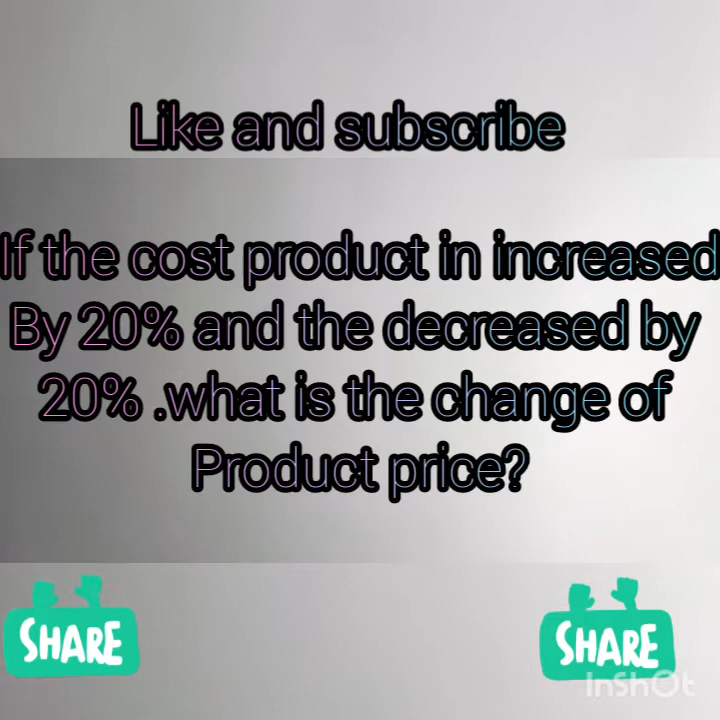 Like and subscribe
If the cost product in increased
By 20% and the decreased by
20% .what is the change of
Product price?
SHARE
SHARE
InShOt